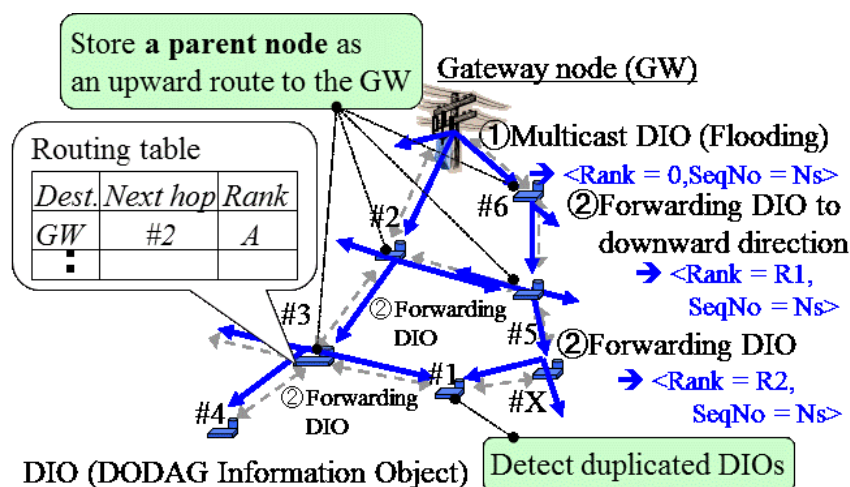 Store a parent node as
an upward route to the GW
Gateway node (GW)
①Multicast DIO (Flooding)
➔ <Rank = 0,SeqNo = Ns>
Routing table
Dest. Next hop Rank
GW #2 A
⋮
#6
#2
②Forwarding DIO to
downward direction
➔ <Rank = R1,
SeqNo = Ns>
#3
②Forwarding
DIO
#5
②Forwarding DIO
➔ <Rank = R2,
SeqNo = Ns>
#1
#X
②Forwarding
DIO
#4
DIO (DODAG Information Object)
Detect duplicated DIOs